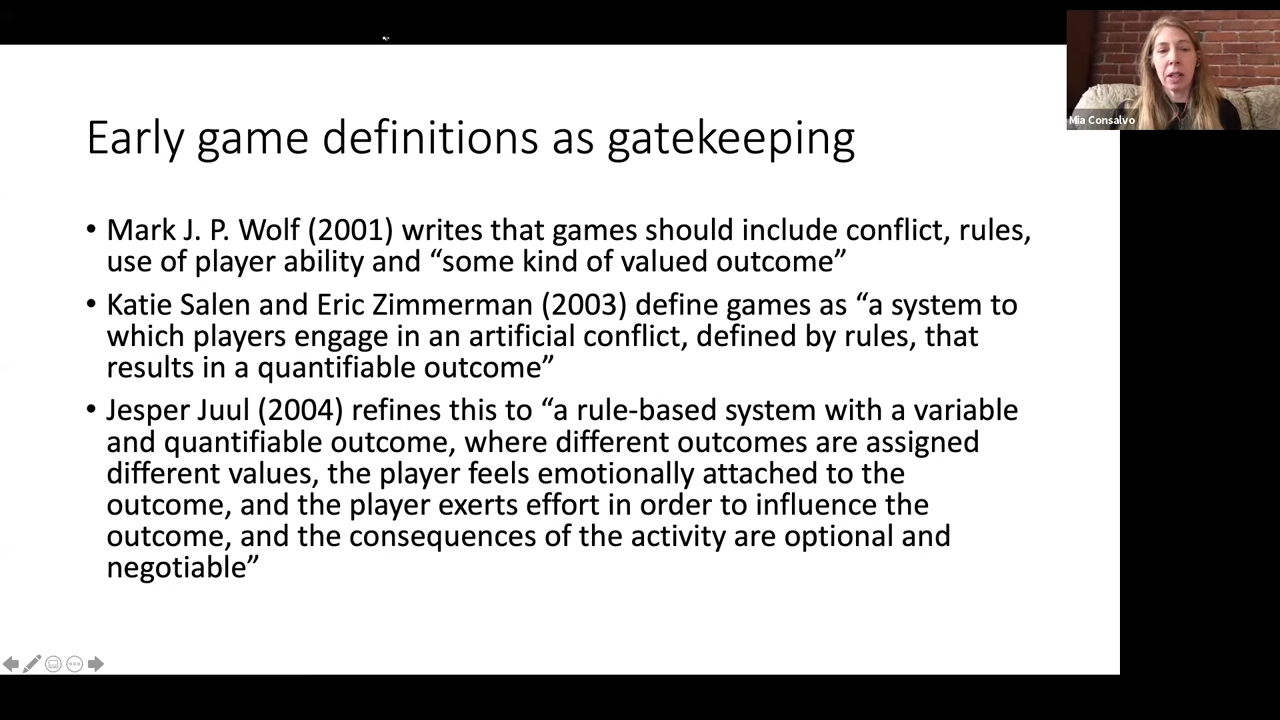 Mia Consalvo
Early game definitions as gatekeeping
• Mark J. P. Wolf (2001) writes that games should include conflict, rules,
use of player ability and “some kind of valued outcome”
• Katie Salen and Eric Zimmerman (2003) define games as “a system to
which players engage in an artificial conflict, defined by rules, that
results in a quantifiable outcome”
• Jesper Juul (2004) refines this to “a rule-based system with a variable
and quantifiable outcome, where different outcomes are assigned
different values, the player feels emotionally attached to the
outcome, and the player exerts effort in order to influence the
outcome, and the consequences of the activity are optional and
negotiable”